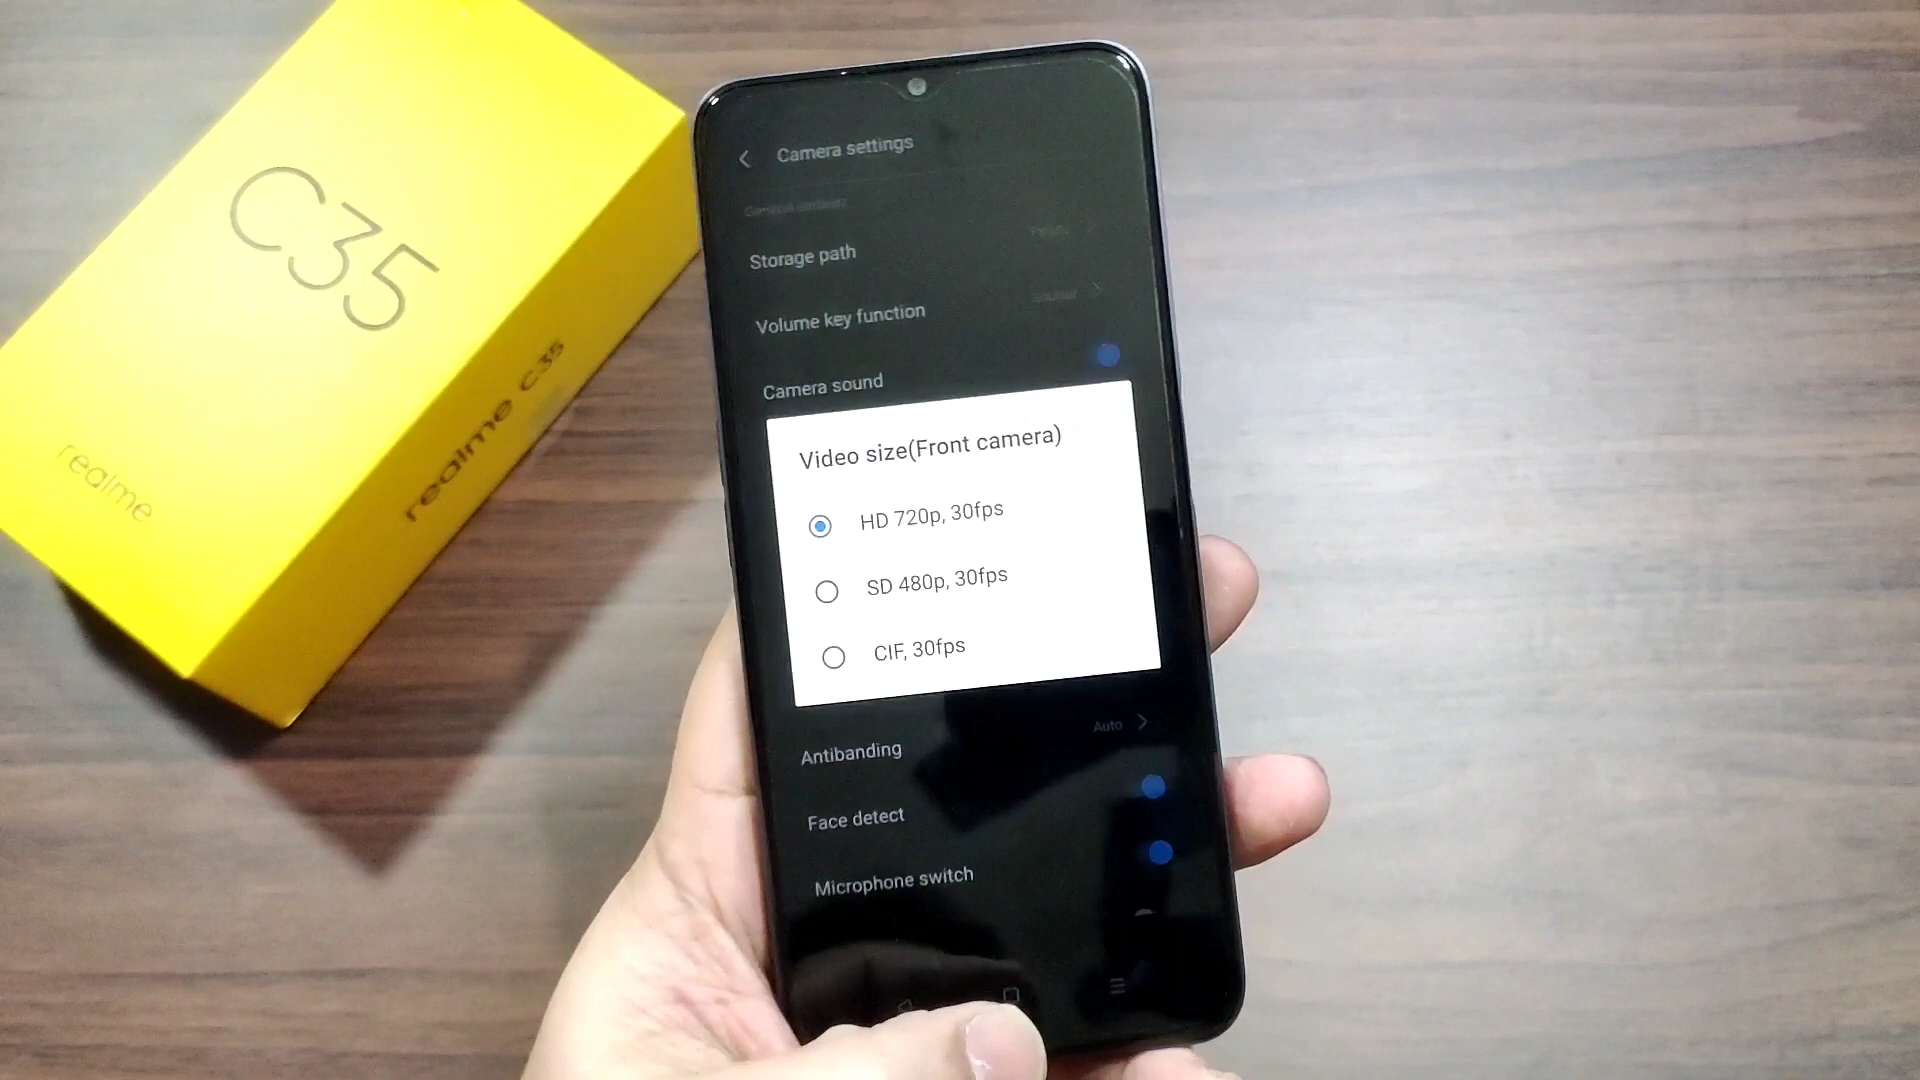 C35
realme
realme C35
Camera settings
Storage path
Volume key function
Camera sound
Video size(Front camera)
HD 720p, 30fps
SD 480p, 30fps
CIF, 30fps
Antibanding
Auto
Face detect
Microphone switch